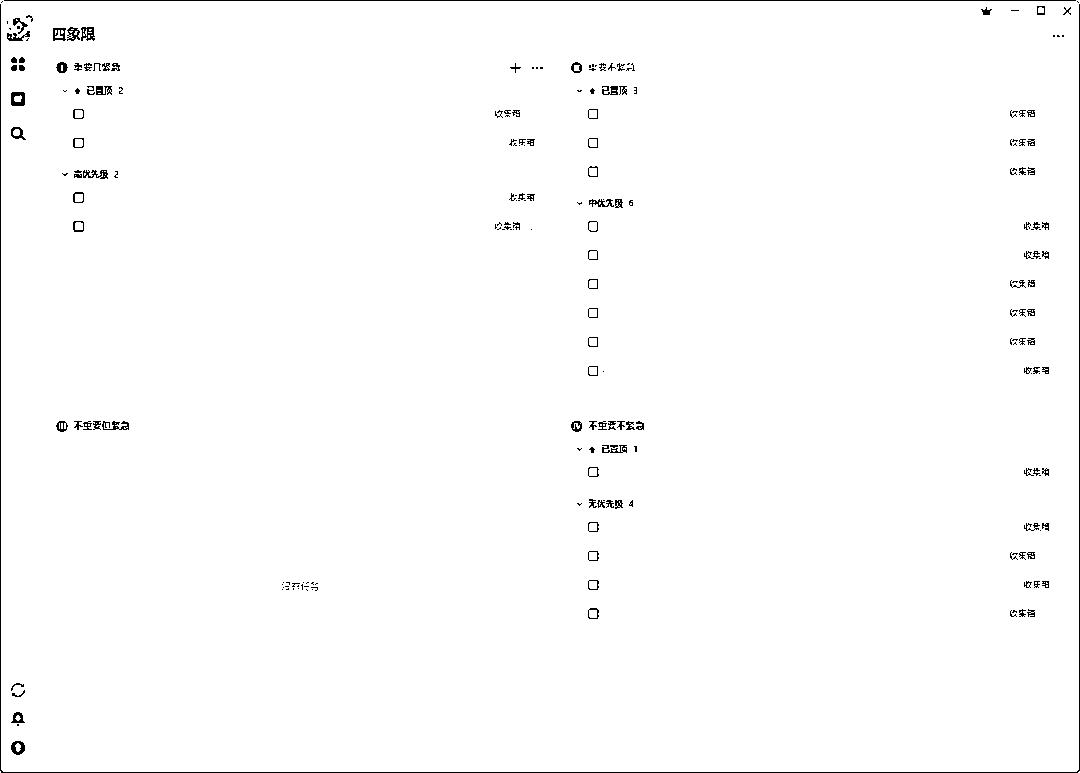 四象限
重要且紧急
已置顶 2
收集箱
收集箱
高优先级 2
收集箱
收集箱
重要不紧急
已置顶 3
收集箱
收集箱
收集箱
中优先级 6
收集箱
收集箱
收集箱
收集箱
收集箱
收集箱
不重要但紧急
没有任务
不重要不紧急
已置顶 1
收集箱
无优先级 4
收集箱
收集箱
收集箱
收集箱